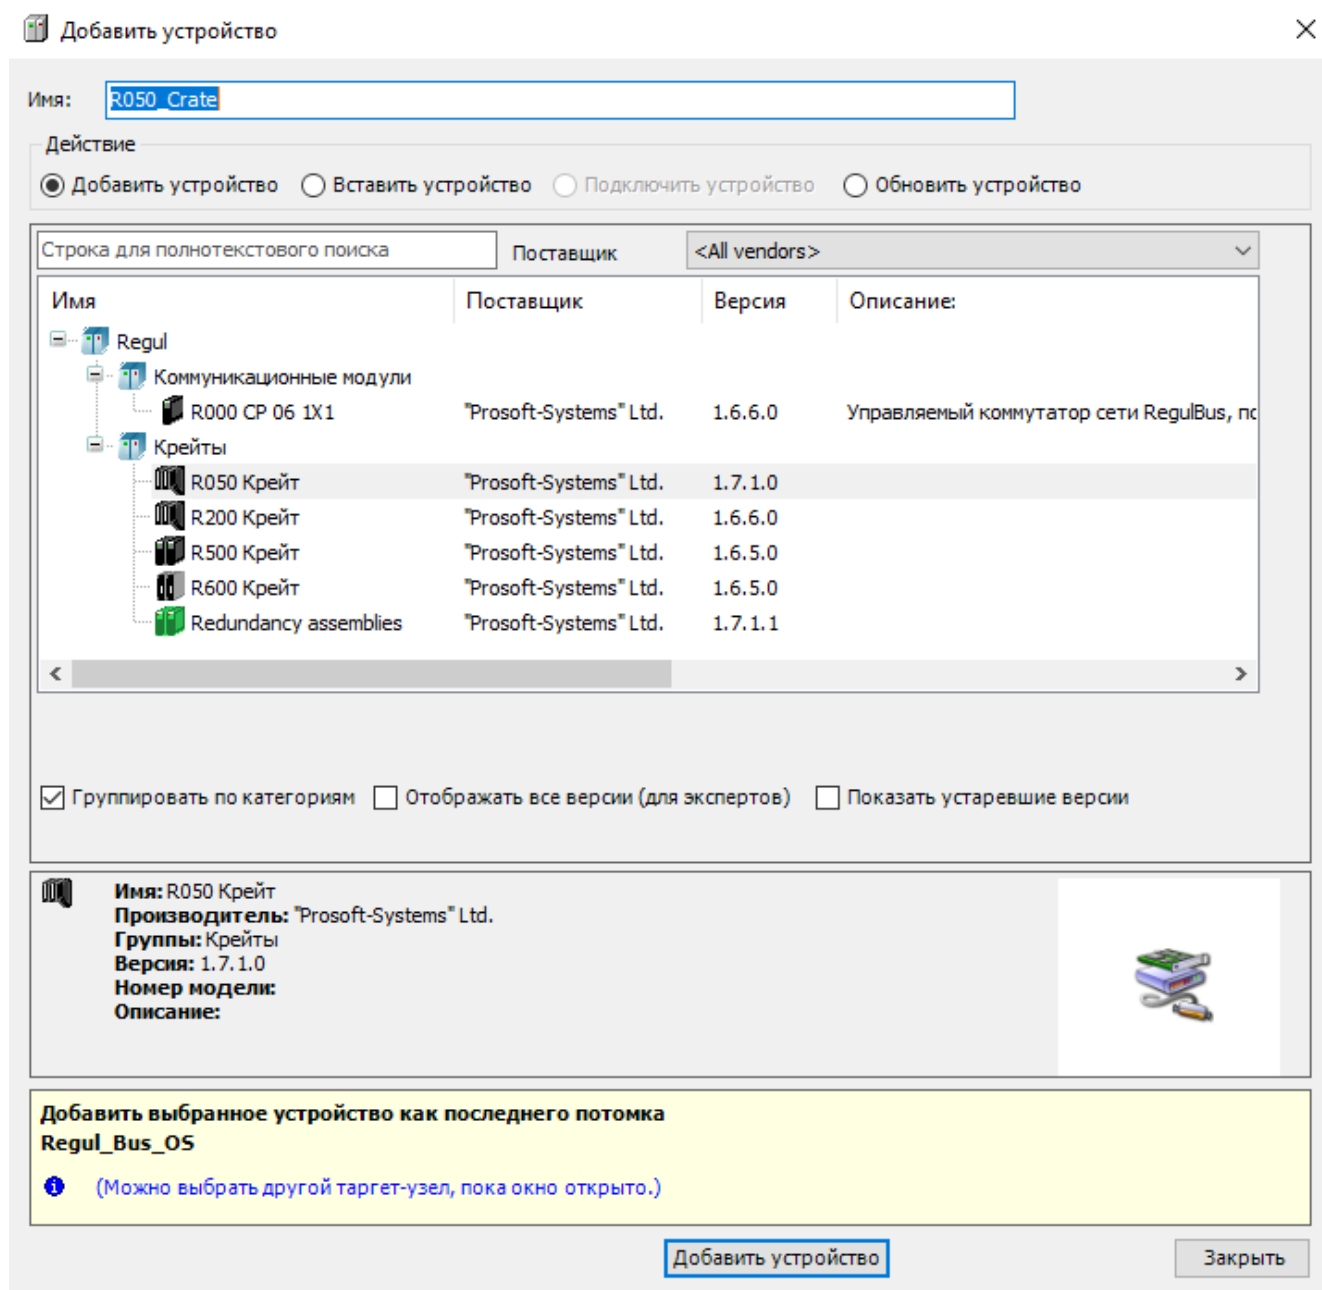 Добавить устройство
Имя: R050_Crate
Действие
Добавить устройство Вставить устройство Подключить устройство Обновить устройство
Строка для полнотекстового поиска Поставщик <All vendors>
Имя Поставщик Версия Описание:
Regul
Коммуникационные модули
R000 CP 06 1X1 "Prosoft-Systems" Ltd. 1.6.6.0 Управляемый коммутатор сети RegulBus, пс
Крейты
R050 Крейт "Prosoft-Systems" Ltd. 1.7.1.0
R200 Крейт "Prosoft-Systems" Ltd. 1.6.6.0
R500 Крейт "Prosoft-Systems" Ltd. 1.6.5.0
R600 Крейт "Prosoft-Systems" Ltd. 1.6.5.0
Redundancy assemblies "Prosoft-Systems" Ltd. 1.7.1.1
Группировать по категориям Отображать все версии (для экспертов) Показать устаревшие версии
Имя: R050 Крейт
Производитель: "Prosoft-Systems" Ltd.
Группы: Крейты
Версия: 1.7.1.0
Номер модели:
Описание:
Добавить выбранное устройство как последнего потомка
Regul_Bus_OS
(Можно выбрать другой таргет-узел, пока окно открыто.)
Добавить устройство Закрыть